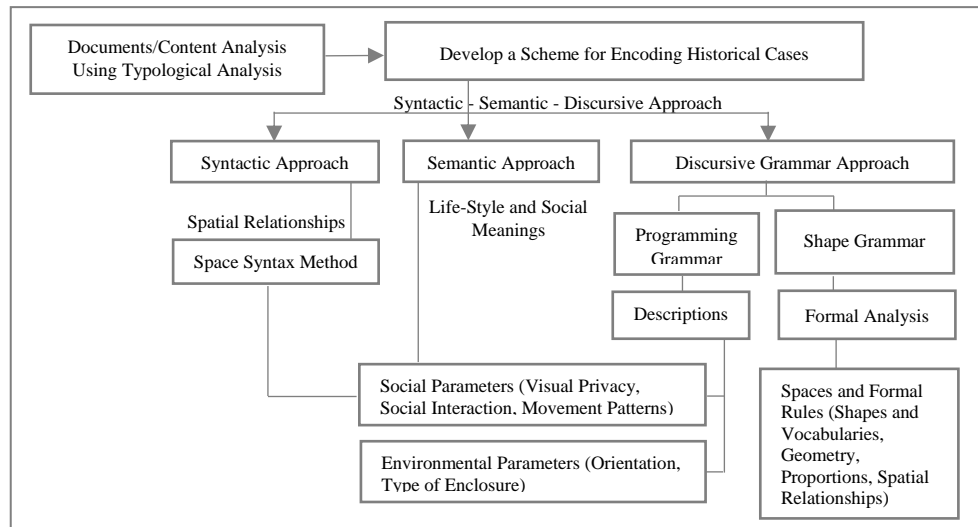 Documents/Content Analysis
Using Typological Analysis
Develop a Scheme for Encoding Historical Cases
Syntactic - Semantic - Discursive Approach
Syntactic Approach
Semantic Approach
Discursive Grammar Approach
Spatial Relationships
Life-Style and Social
Meanings
Programming
Grammar
Shape Grammar
Space Syntax Method
Descriptions
Formal Analysis
Social Parameters (Visual Privacy,
Social Interaction, Movement Patterns)
Environmental Parameters (Orientation,
Type of Enclosure)
Spaces and Formal
Rules (Shapes and
Vocabularies,
Geometry,
Proportions, Spatial
Relationships)